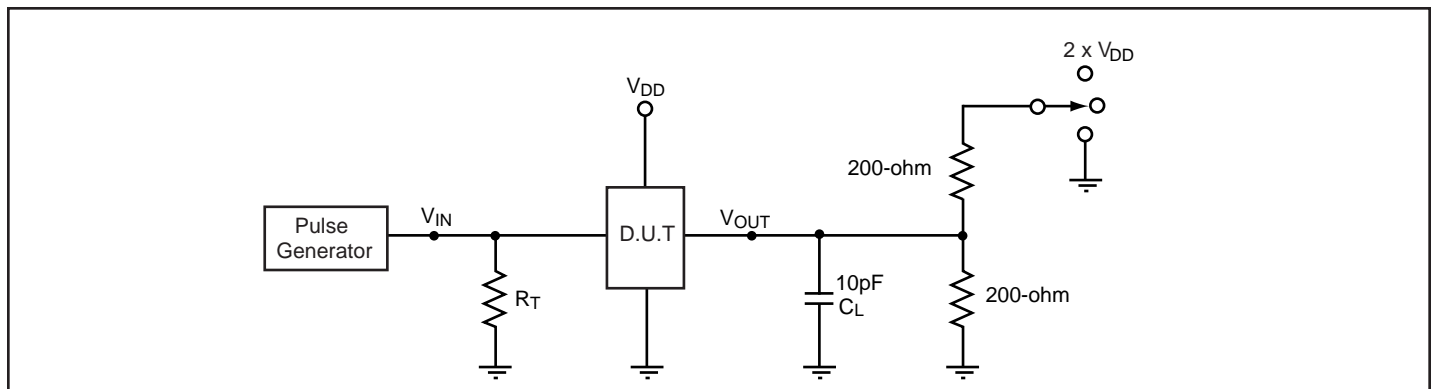 2 x VDD
VDD
200-ohm
Pulse
Generator
VIN
D.U.T
VOUT
RT
10pF
CL
200-ohm